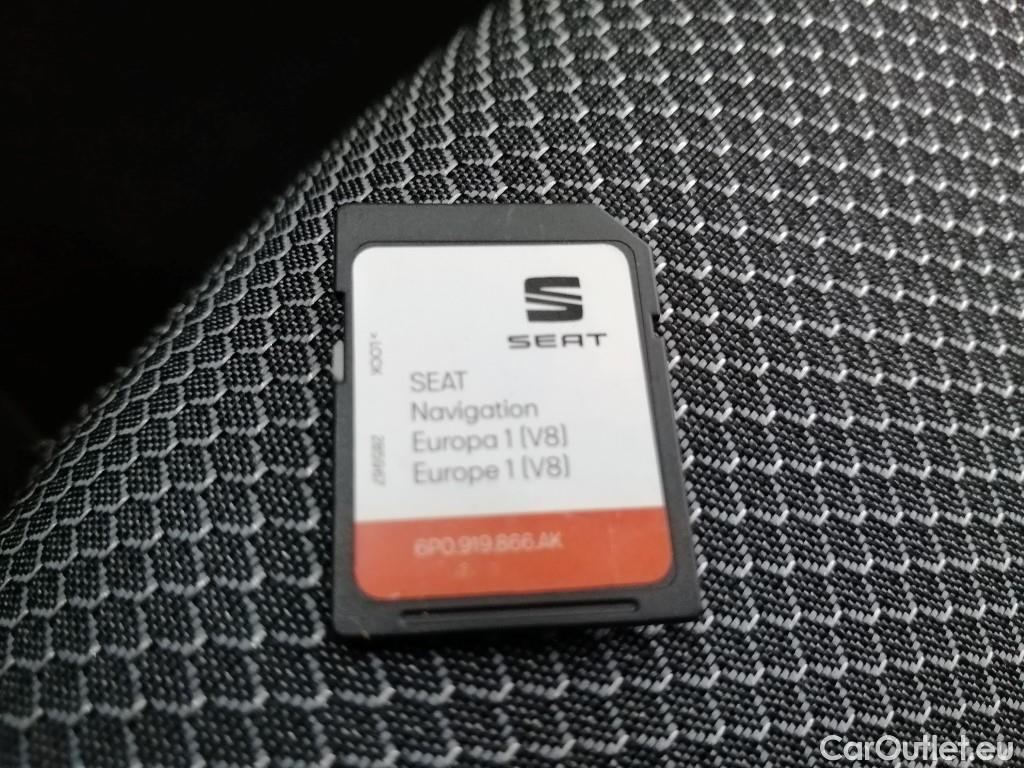 SEAT
SEAT
Navigation
Europa 1 (V8)
Europe 1 (V8)
6P0.919.866.AK
LOCK
CarOutlet.eu